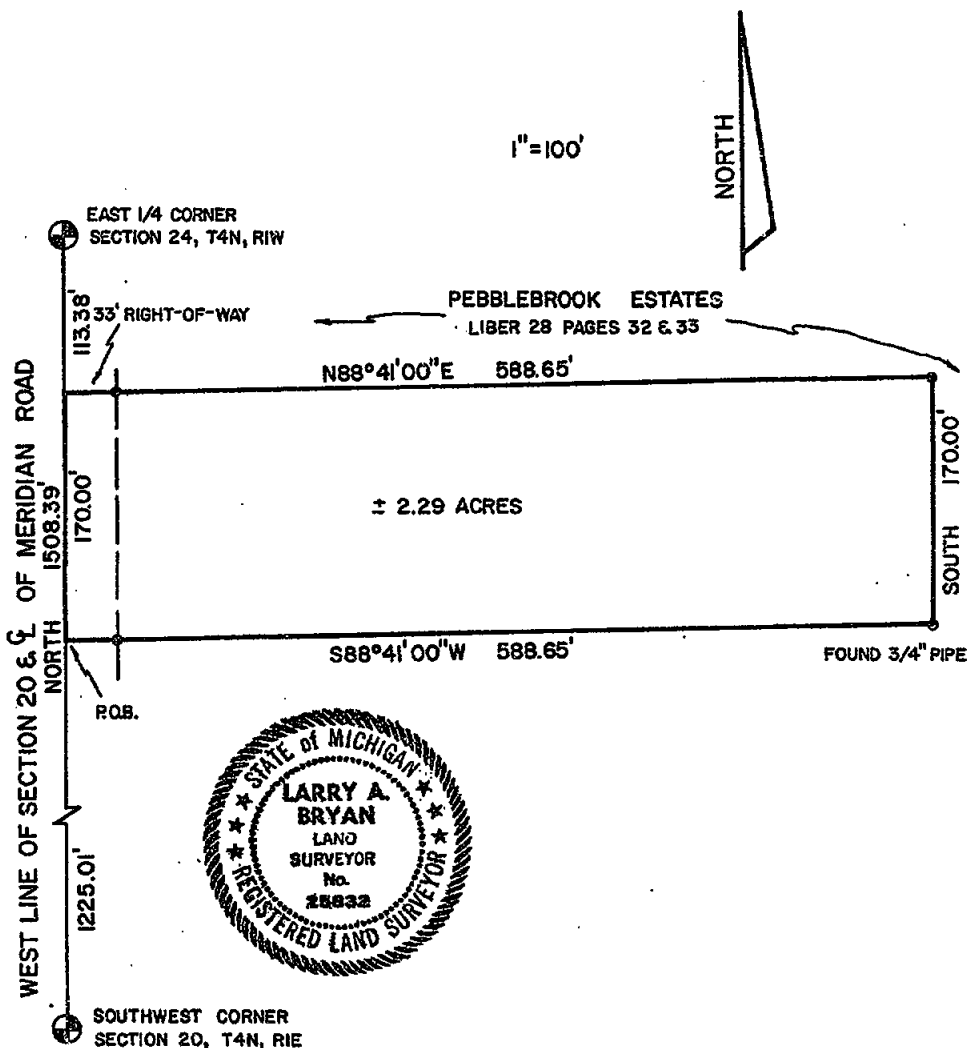 NORTH
1"=100'
EAST 1/4 CORNER
SECTION 24, T4N, R1W
113.38'
33' RIGHT-OF-WAY
PEBBLEBROOK ESTATES
LIBER 28 PAGES 32 & 33
N88°41'00"E 588.65'
WEST LINE OF SECTION 20 & ℄ OF MERIDIAN ROAD
NORTH 1508.39'
170.00'
± 2.29 ACRES
SOUTH 170.00'
S88°41'00"W 588.65'
FOUND 3/4" PIPE
P.O.B.
1225.01'
STATE of MICHIGAN
LARRY A.
BRYAN
LAND
SURVEYOR
No.
25832
REGISTERED LAND SURVEYOR
SOUTHWEST CORNER
SECTION 20, T4N, R1E